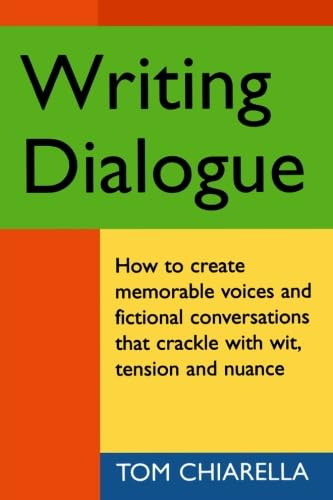 Writing
Dialogue
How to create
memorable voices and
fictional conversations
that crackle with wit,
tension and nuance
TOM CHIARELLA